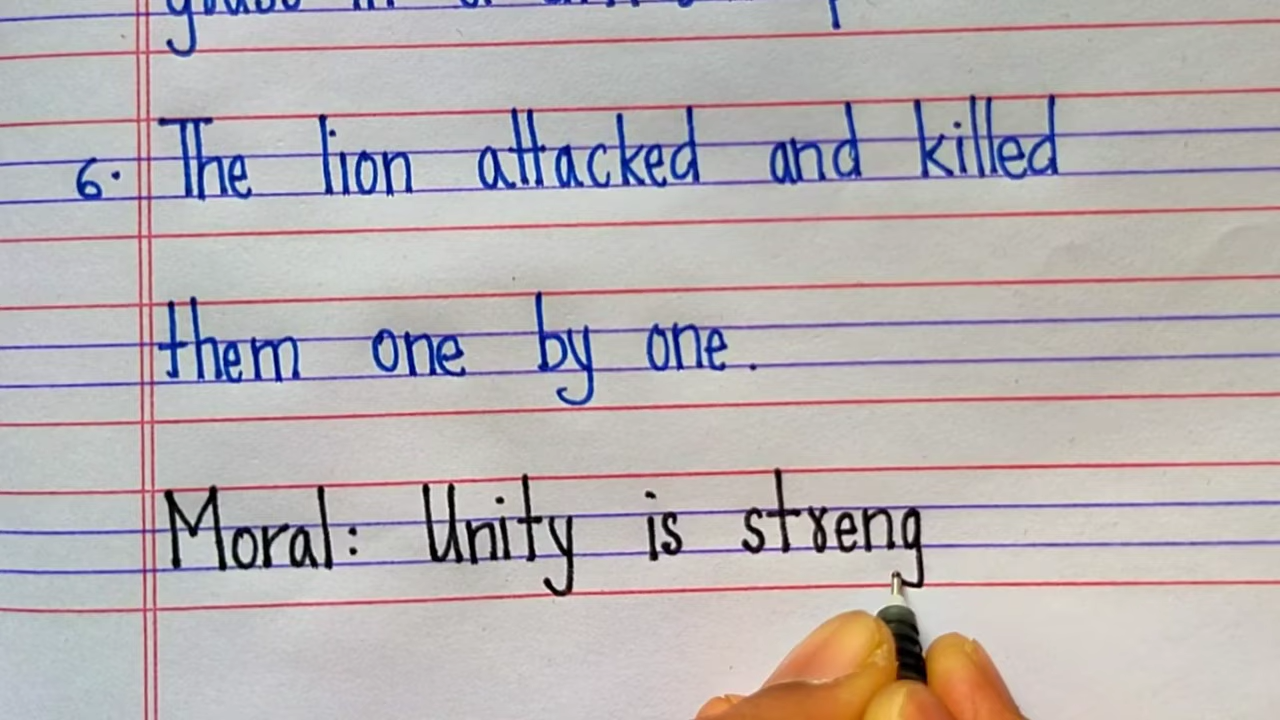 6. The lion attacked and killed
them one by one.
Moral: Unity is streng